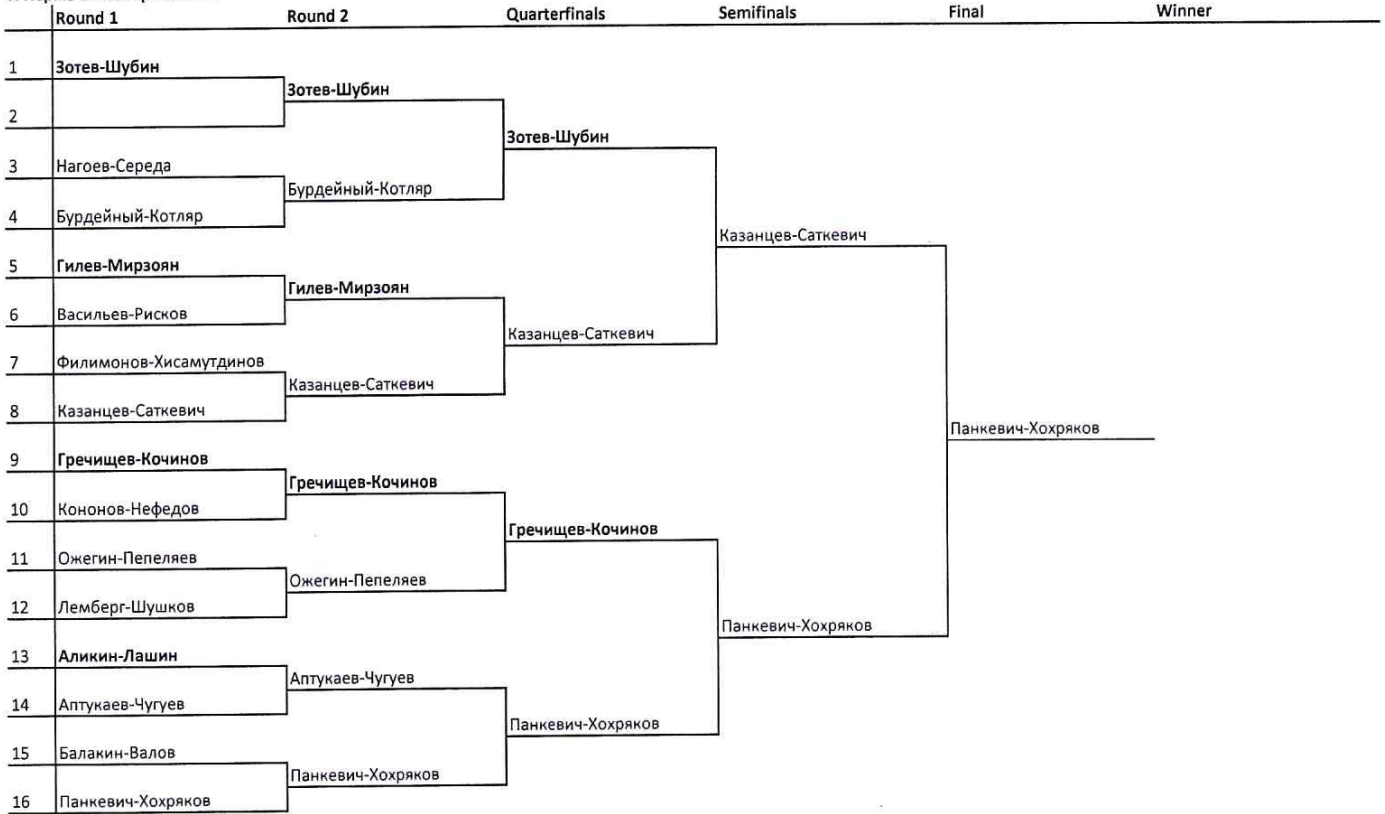 Round 1 Round 2 Quarterfinals Semifinals Final Winner
1 Зотев-Шубин
Зотев-Шубин
2
Зотев-Шубин
3 Нагоев-Середа
Бурдейный-Котляр
4 Бурдейный-Котляр
Казанцев-Саткевич
5 Гилев-Мирзоян
Гилев-Мирзоян
6 Васильев-Рисков
Казанцев-Саткевич
7 Филимонов-Хисамутдинов
Казанцев-Саткевич
8 Казанцев-Саткевич
Панкевич-Хохряков
9 Гречищев-Кочинов
Гречищев-Кочинов
10 Кононов-Нефедов
Гречищев-Кочинов
11 Ожегин-Пепеляев
Ожегин-Пепеляев
12 Лемберг-Шушков
Панкевич-Хохряков
13 Аликин-Лашин
Аптукаев-Чугуев
14 Аптукаев-Чугуев
Панкевич-Хохряков
15 Балакин-Валов
Панкевич-Хохряков
16 Панкевич-Хохряков